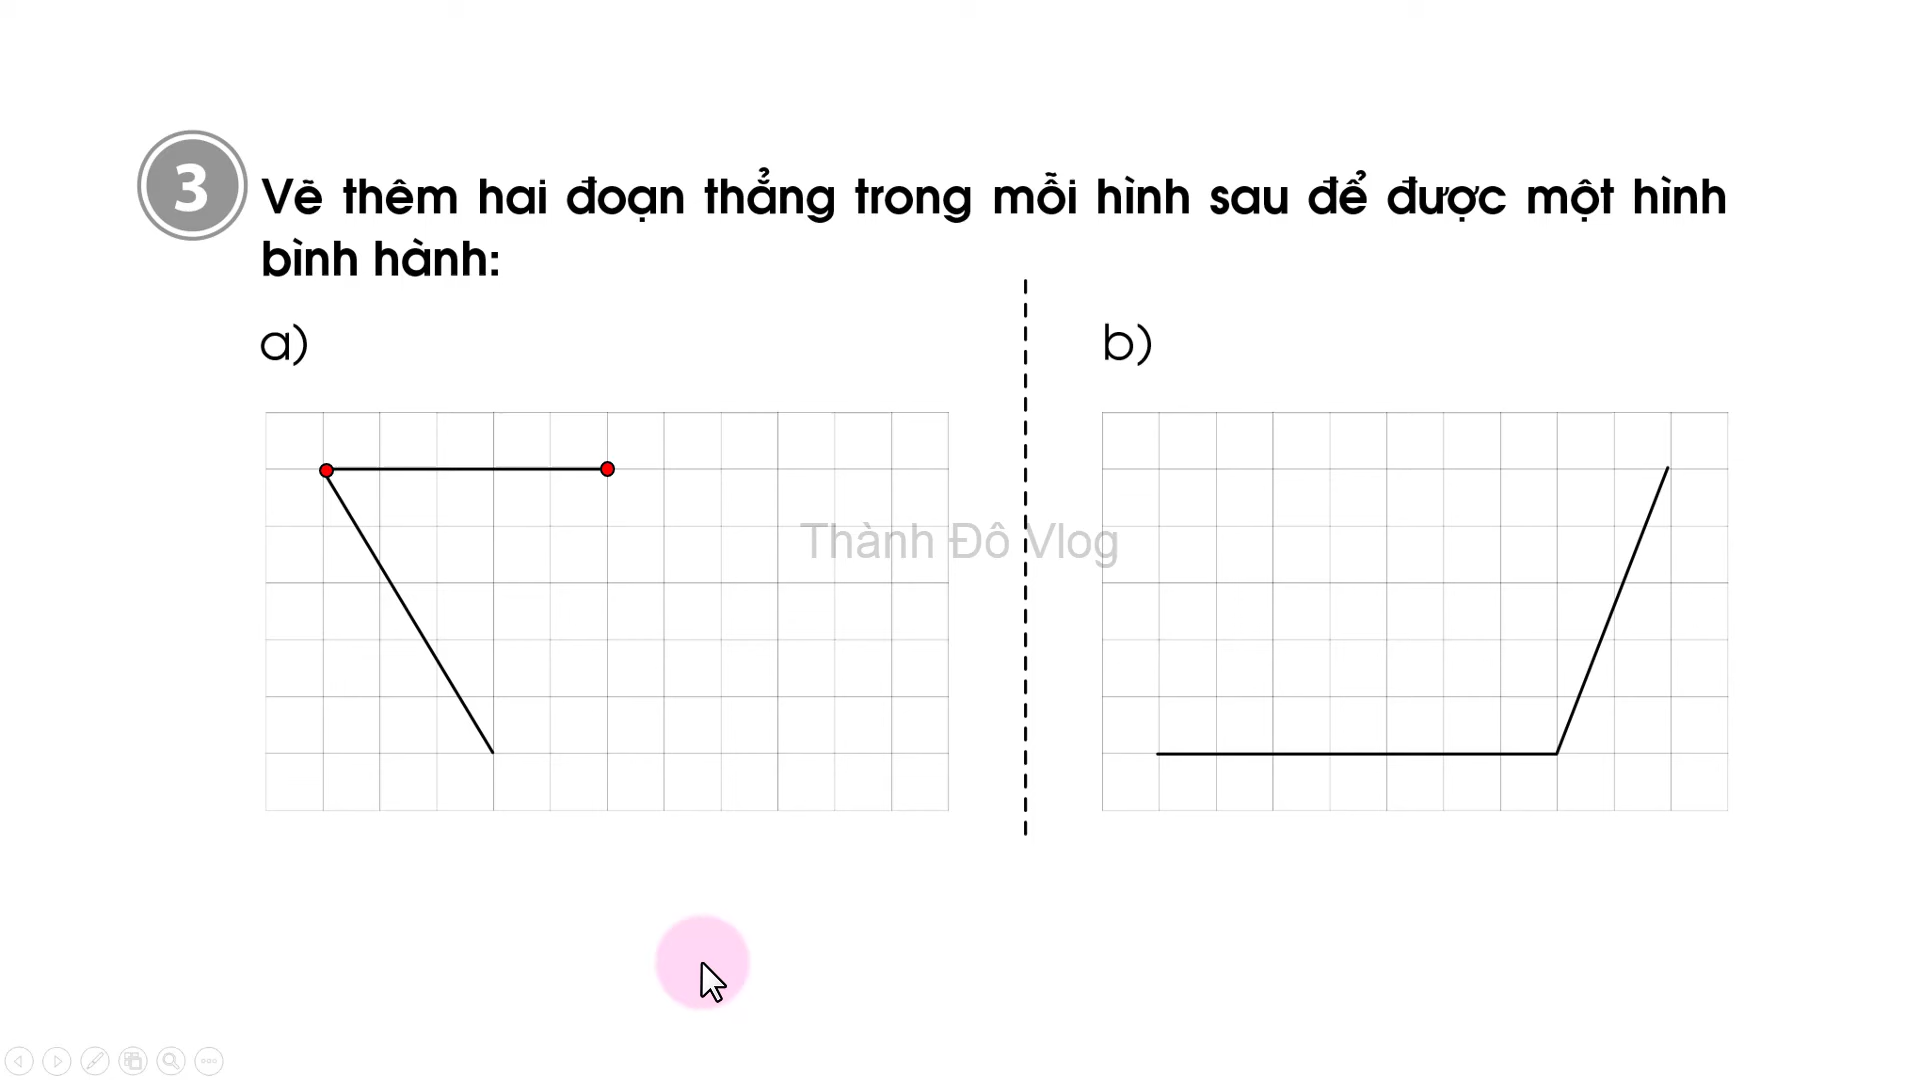 3
Vẽ thêm hai đoạn thẳng trong mỗi hình sau để được một hình
bình hành:
a)
b)
Thành Đô Vlog